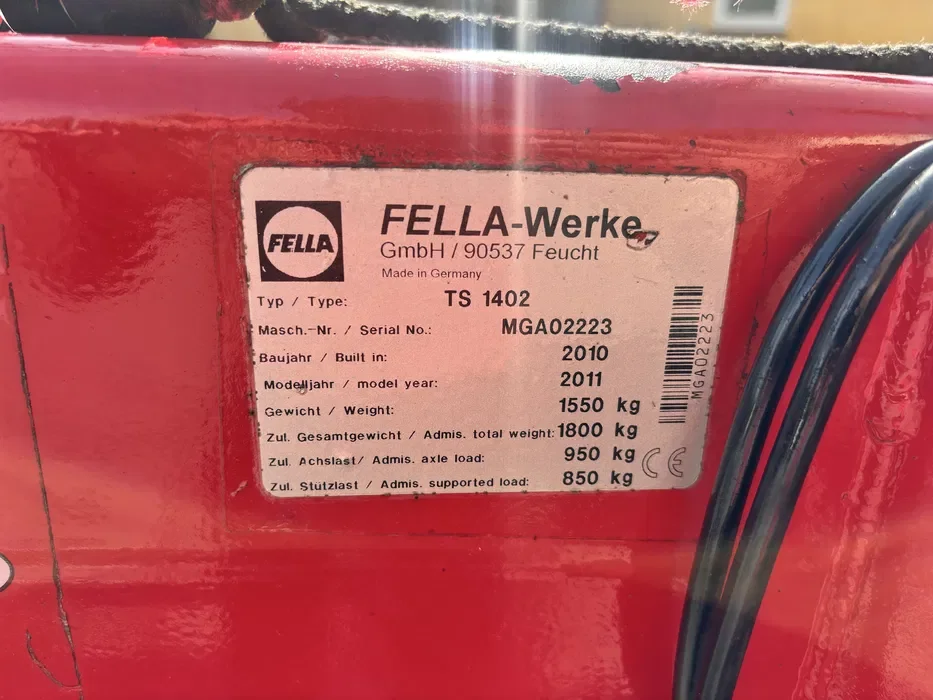 FELLA
FELLA-Werke
GmbH / 90537 Feucht
Made in Germany
Typ / Type: TS 1402
Masch.-Nr. / Serial No.: MGA02223
Baujahr / Built in: 2010
Modelljahr / model year: 2011
Gewicht / Weight: 1550 kg
Zul. Gesamtgewicht / Admis. total weight: 1800 kg
Zul. Achslast/ Admis. axle load: 950 kg
Zul. Stützlast / Admis. supported load: 850 kg
CE
MGA02223